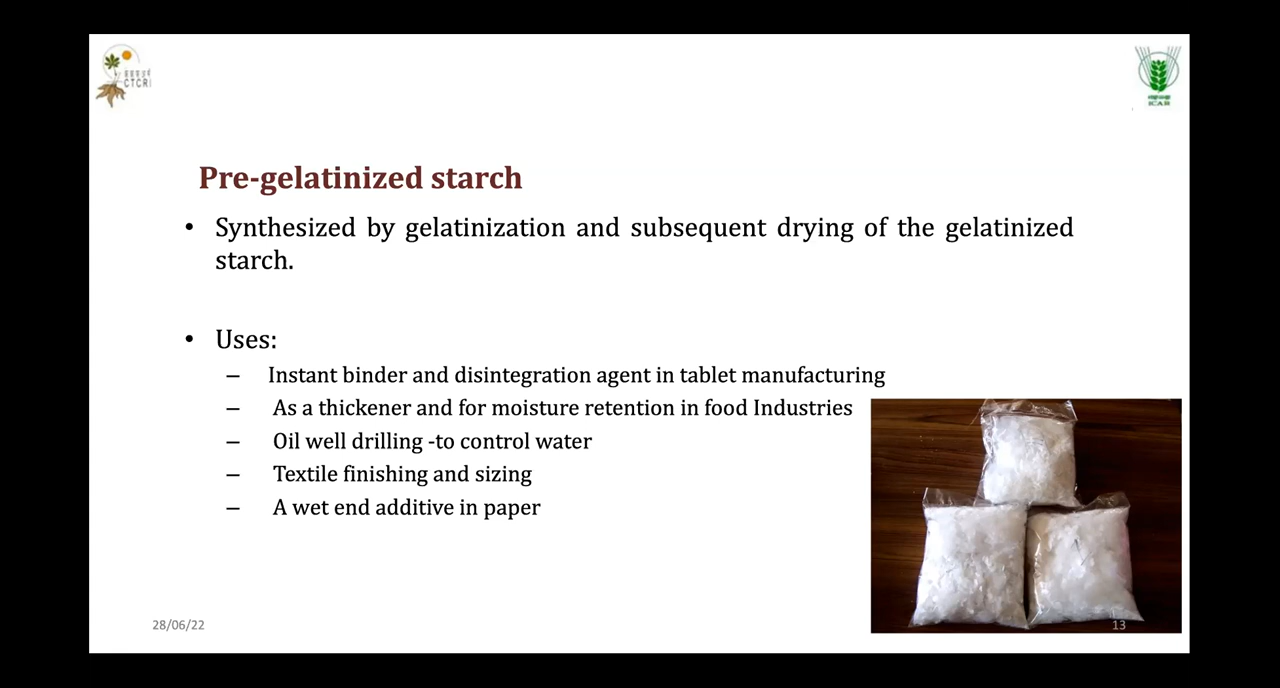 CTCRI
ICAR
Pre-gelatinized starch
• Synthesized by gelatinization and subsequent drying of the gelatinized
starch.
• Uses:
– Instant binder and disintegration agent in tablet manufacturing
– As a thickener and for moisture retention in food Industries
– Oil well drilling -to control water
– Textile finishing and sizing
– A wet end additive in paper
28/06/22
13